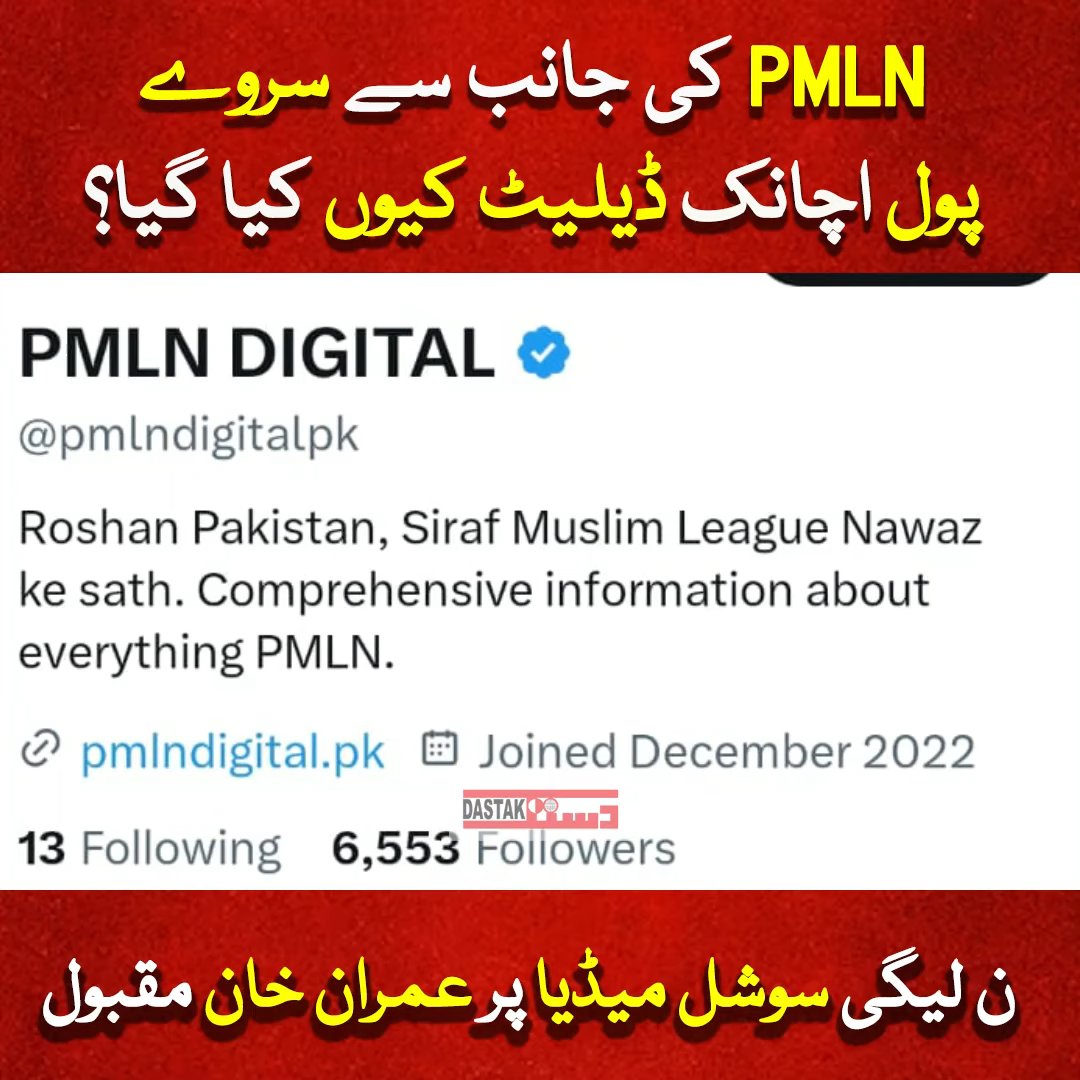 PMLN کی جانب سے سروے
پول اچانک ڈیلیٹ کیوں کیا گیا؟
PMLN DIGITAL
@pmlndigitalpk
Roshan Pakistan, Siraf Muslim League Nawaz
ke sath. Comprehensive information about
everything PMLN.
pmlndigital.pk Joined December 2022
DASTAK دستک
13 Following 6,553 Followers
ن لیگی سوشل میڈیا پر عمران خان مقبول